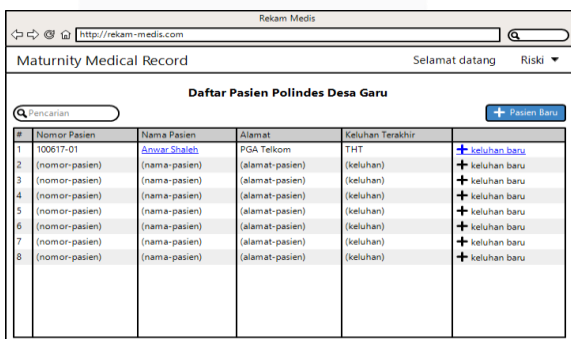 Rekam Medis
http://rekam-medis.com
Maturnity Medical Record Selamat datang Riski
Daftar Pasien Polindes Desa Garu
Pencarian + Pasien Baru
# Nomor Pasien Nama Pasien Alamat Keluhan Terakhir
1 100617-01 Anwar Shaleh PGA Telkom THT + keluhan baru
2 (nomor-pasien) (nama-pasien) (alamat-pasien) (keluhan) + keluhan baru
3 (nomor-pasien) (nama-pasien) (alamat-pasien) (keluhan) + keluhan baru
4 (nomor-pasien) (nama-pasien) (alamat-pasien) (keluhan) + keluhan baru
5 (nomor-pasien) (nama-pasien) (alamat-pasien) (keluhan) + keluhan baru
6 (nomor-pasien) (nama-pasien) (alamat-pasien) (keluhan) + keluhan baru
7 (nomor-pasien) (nama-pasien) (alamat-pasien) (keluhan) + keluhan baru
8 (nomor-pasien) (nama-pasien) (alamat-pasien) (keluhan) + keluhan baru